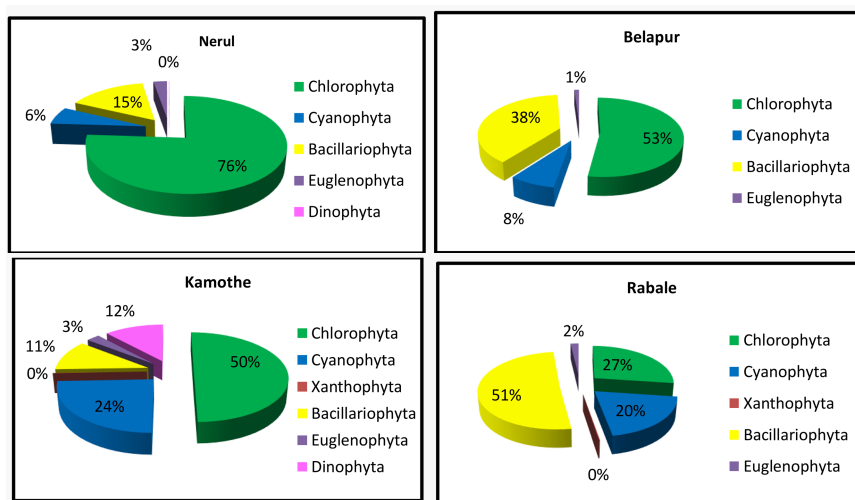 Nerul
3%
0%
15%
6%
76%
Chlorophyta
Cyanophyta
Bacillariophyta
Euglenophyta
Dinophyta
Belapur
1%
38%
53%
8%
Chlorophyta
Cyanophyta
Bacillariophyta
Euglenophyta
Kamothe
12%
3%
11%
0%
50%
24%
Chlorophyta
Cyanophyta
Xanthophyta
Bacillariophyta
Euglenophyta
Dinophyta
Rabale
2%
27%
51%
20%
0%
Chlorophyta
Cyanophyta
Xanthophyta
Bacillariophyta
Euglenophyta